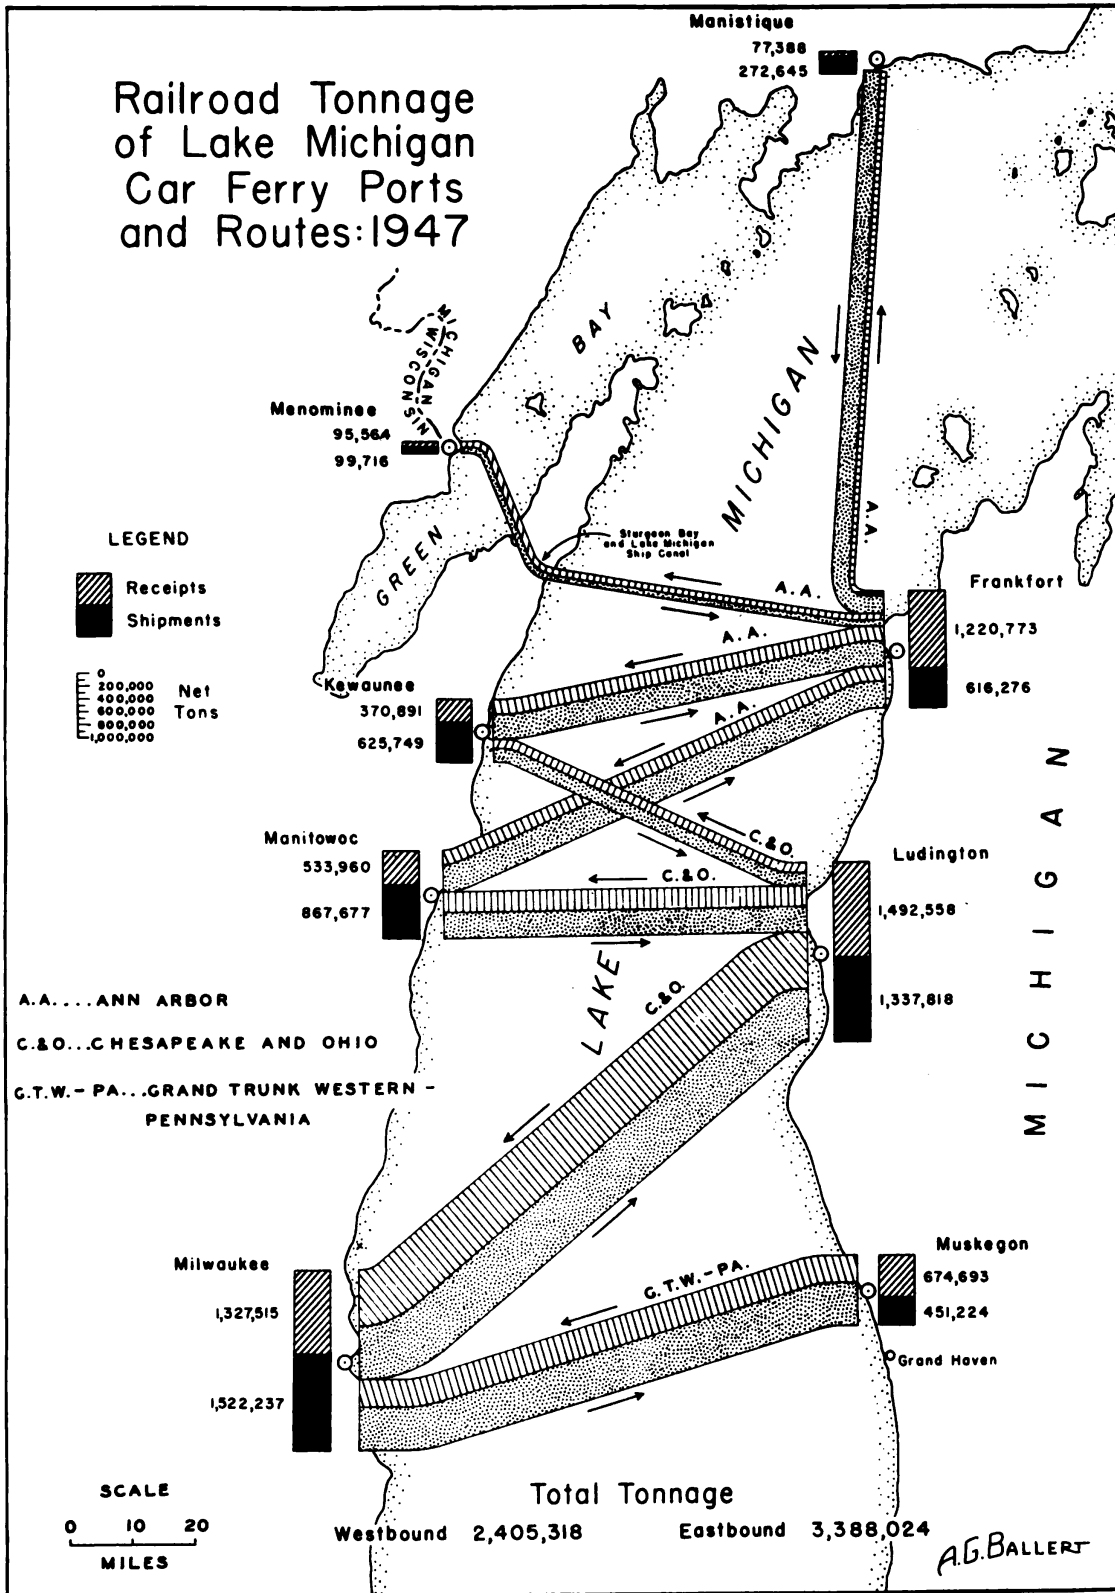 Manistique
77,388
272,645
Railroad Tonnage
of Lake Michigan
Car Ferry Ports
and Routes: 1947
MICHIGAN
WISCONSIN
BAY
GREEN
MICHIGAN
Menominee
95,564
99,716
A.A.
Sturgeon Bay
and Lake Michigan
Ship Canal
LEGEND
Receipts
Shipments
0
200,000
400,000
600,000
800,000
1,000,000
Net
Tons
A.A.
Frankfort
1,220,773
616,276
A.A.
Kewaunee
370,891
625,749
A.A.
MICHIGAN
Manitowoc
533,960
867,677
C.&O.
C.&O.
Ludington
1,492,558
1,337,818
LAKE
C.&O.
A.A....ANN ARBOR
C.&O...CHESAPEAKE AND OHIO
G.T.W.-PA...GRAND TRUNK WESTERN-
PENNSYLVANIA
Milwaukee
1,327,515
1,522,237
G.T.W.-PA.
Muskegon
674,693
451,224
Grand Haven
SCALE
0 10 20
MILES
Total Tonnage
Westbound 2,405,318 Eastbound 3,388,024
A.G. BALLERT